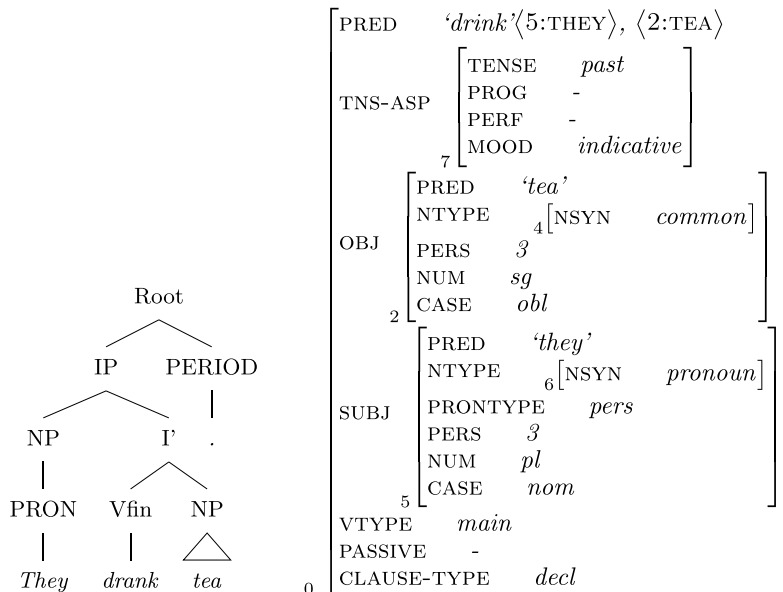 PRED ‘drink’⟨5:THEY⟩, ⟨2:TEA⟩
TENSE past
TNS-ASP
PROG -
PERF -
MOOD indicative
7
PRED ‘tea’
NTYPE 4[NSYN common]
OBJ
PERS 3
NUM sg
CASE obl
2
PRED ‘they’
NTYPE 6[NSYN pronoun]
SUBJ
PRONTYPE pers
PERS 3
NUM pl
CASE nom
5
VTYPE main
PASSIVE -
CLAUSE-TYPE decl
0
Root
IP PERIOD
NP I’ .
PRON Vfin NP
They drank tea